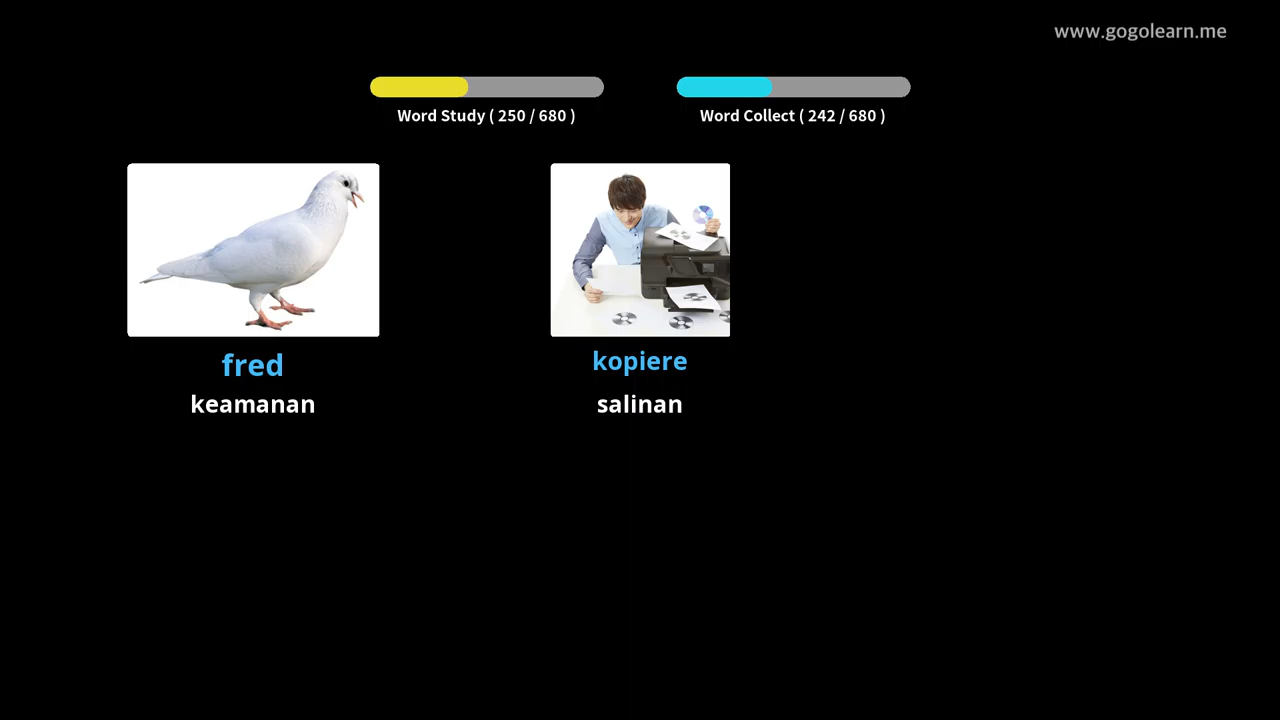 www.gogolearn.me
Word Study ( 250 / 680 )
Word Collect ( 242 / 680 )
fred
keamanan
kopiere
salinan